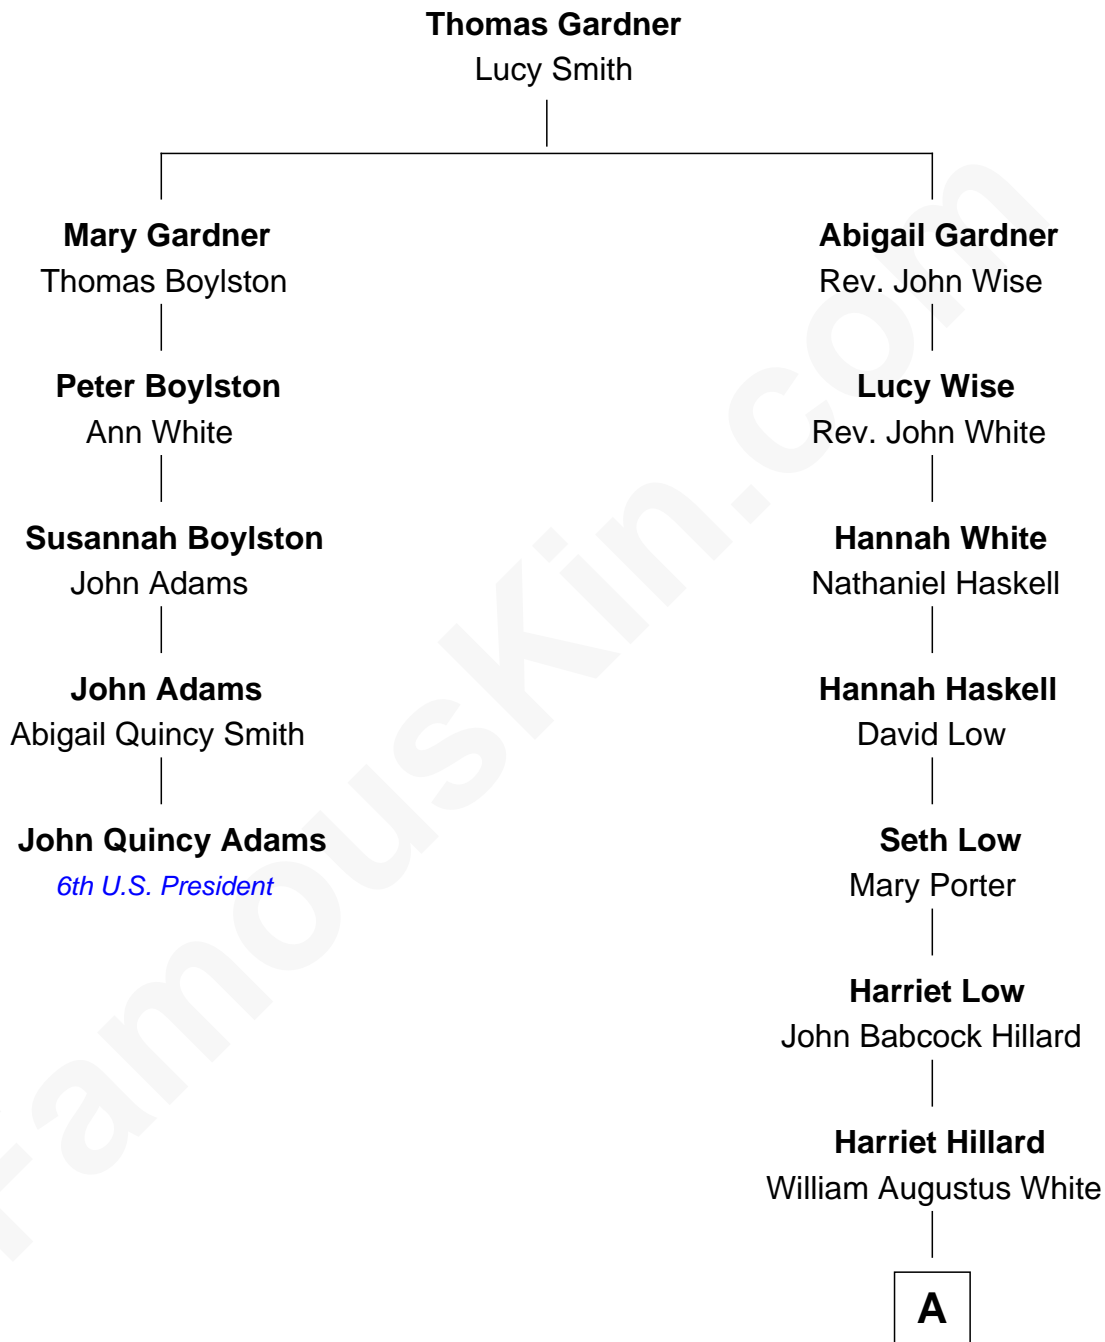 Thomas Gardner
Lucy Smith
Mary Gardner
Thomas Boylston
Peter Boylston
Ann White
Susannah Boylston
John Adams
John Adams
Abigail Quincy Smith
John Quincy Adams
6th U.S. President
Abigail Gardner
Rev. John Wise
Lucy Wise
Rev. John White
Hannah White
Nathaniel Haskell
Hannah Haskell
David Low
Seth Low
Mary Porter
Harriet Low
John Babcock Hillard
Harriet Hillard
William Augustus White
A
FamousKin.com